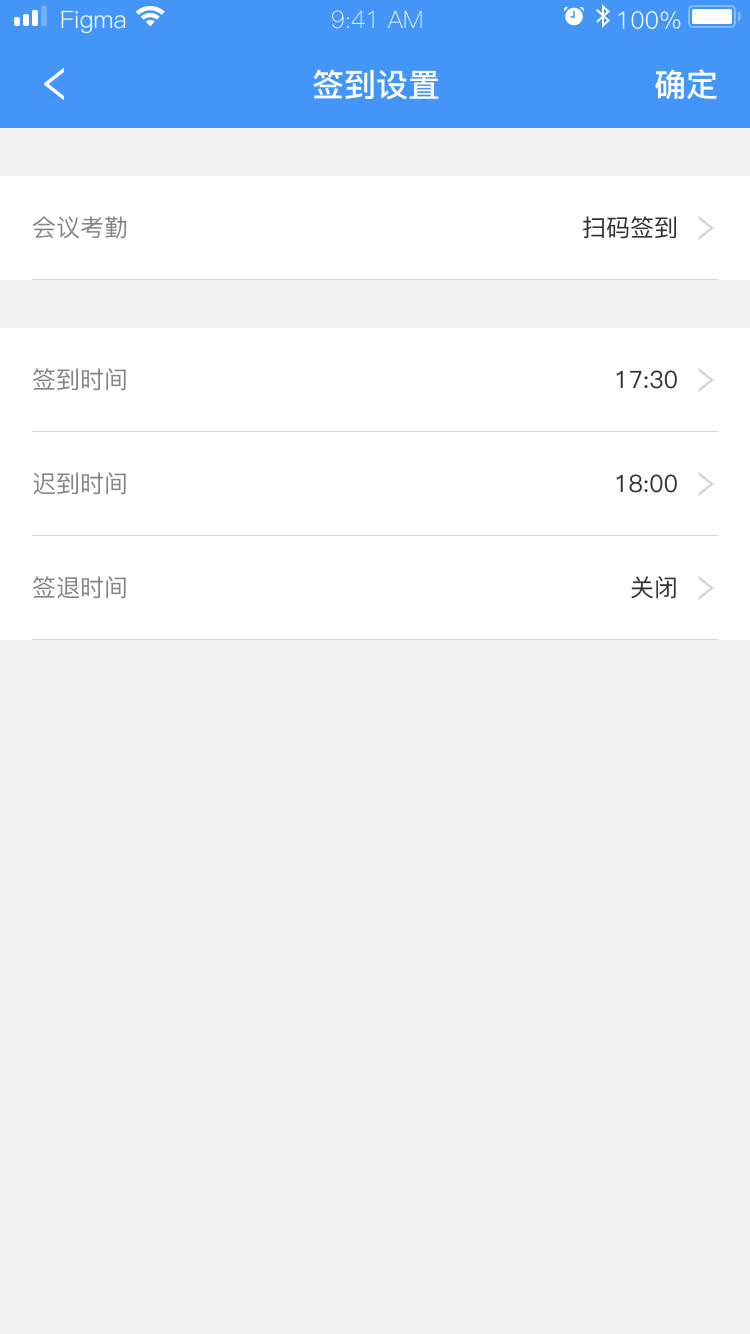 Figma 9:41 AM 100%
签到设置 确定
会议考勤 扫码签到
签到时间 17:30
迟到时间 18:00
签退时间 关闭